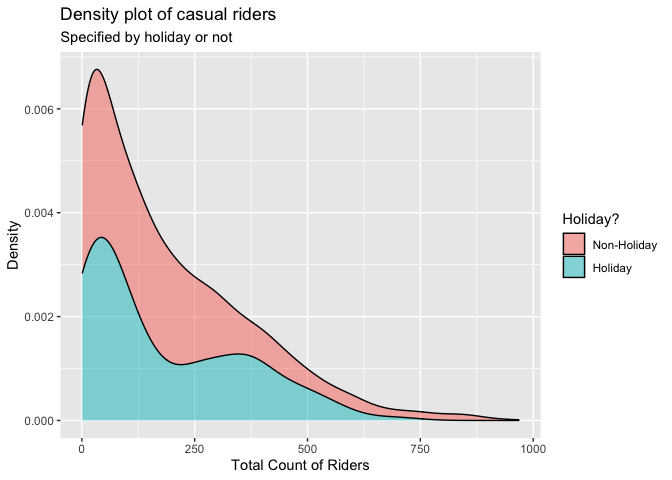 Density plot of casual riders
Specified by holiday or not
0.006
0.004
0.002
0.000
Density
0 250 500 750 1000
Total Count of Riders
Holiday?
Non-Holiday
Holiday